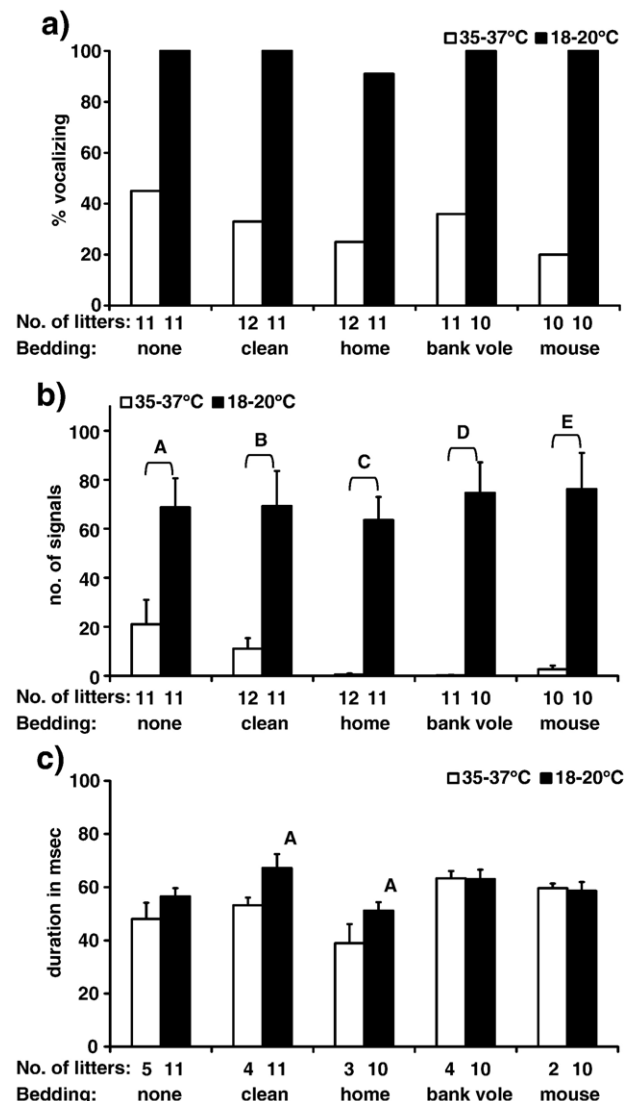 a)
□35-37°C ■18-20°C
100
80
60
40
20
0
% vocalizing
No. of litters: 11 11 12 11 12 11 11 10 10 10
Bedding: none clean home bank vole mouse
b)
□35-37°C ■18-20°C
100
80
60
40
20
0
no. of signals
A B C D E
No. of litters: 11 11 12 11 12 11 11 10 10 10
Bedding: none clean home bank vole mouse
c)
□35-37°C ■18-20°C
100
80
60
40
20
0
duration in msec
A A
No. of litters: 5 11 4 11 3 10 4 10 2 10
Bedding: none clean home bank vole mouse